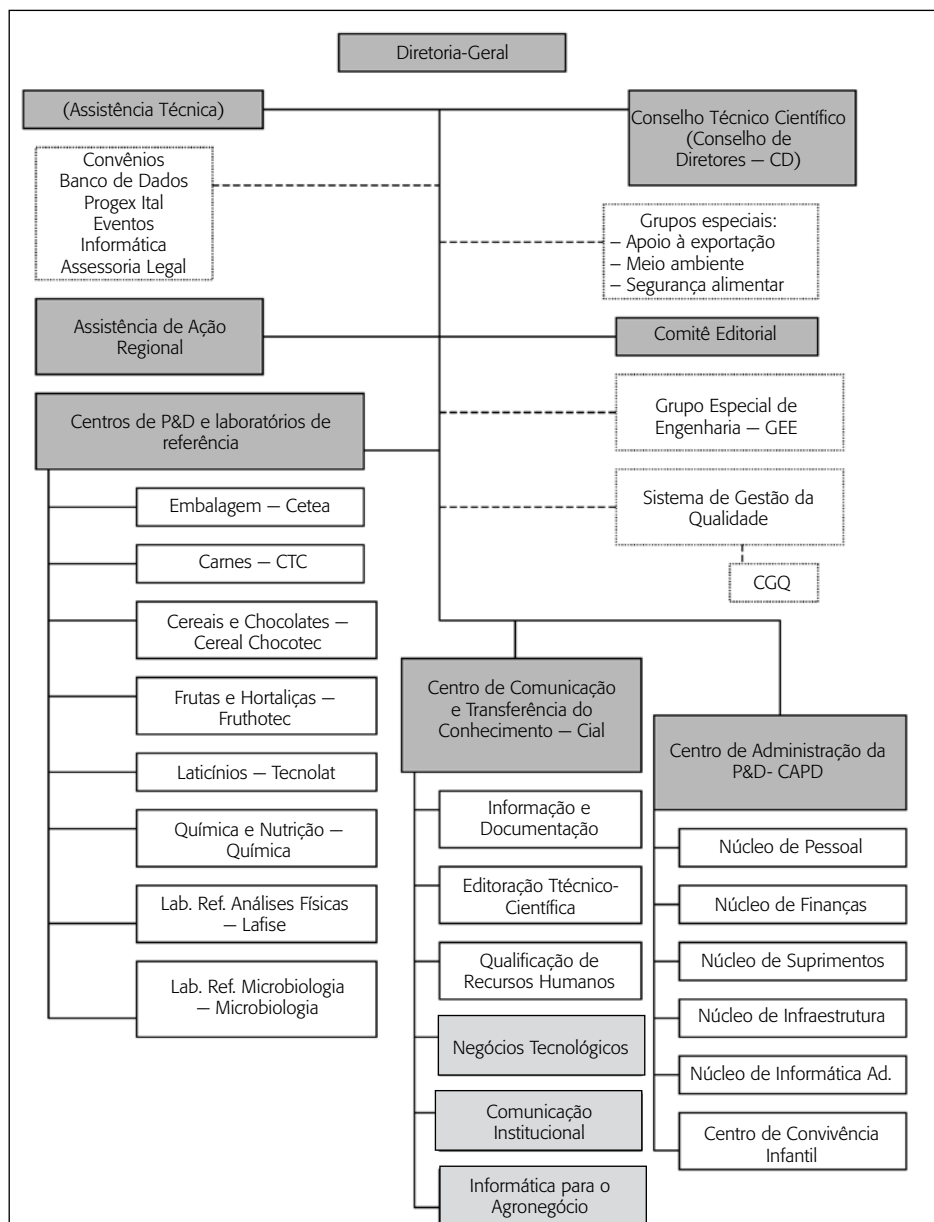 Diretoria-Geral
(Assistência Técnica)
Conselho Técnico Científico
(Conselho de
Diretores – CD)
Convênios
Banco de Dados
Progex Ital
Eventos
Informática
Assessoria Legal
Grupos especiais:
– Apoio à exportação
– Meio ambiente
– Segurança alimentar
Assistência de Ação
Regional
Comitê Editorial
Centros de P&D e laboratórios de
referência
Grupo Especial de
Engenharia – GEE
Embalagem – Cetea
Sistema de Gestão da
Qualidade
Carnes – CTC
CGQ
Cereais e Chocolates –
Cereal Chocotec
Frutas e Hortaliças –
Fruthotec
Laticínios – Tecnolat
Química e Nutrição –
Química
Lab. Ref. Análises Físicas
– Lafise
Lab. Ref. Microbiologia
– Microbiologia
Centro de Comunicação
e Transferência do
Conhecimento – Cial
Informação e
Documentação
Editoração Ttécnico-
Científica
Qualificação de
Recursos Humanos
Negócios Tecnológicos
Comunicação
Institucional
Informática para o
Agronegócio
Centro de Administração da
P&D- CAPD
Núcleo de Pessoal
Núcleo de Finanças
Núcleo de Suprimentos
Núcleo de Infraestrutura
Núcleo de Informática Ad.
Centro de Convivência
Infantil